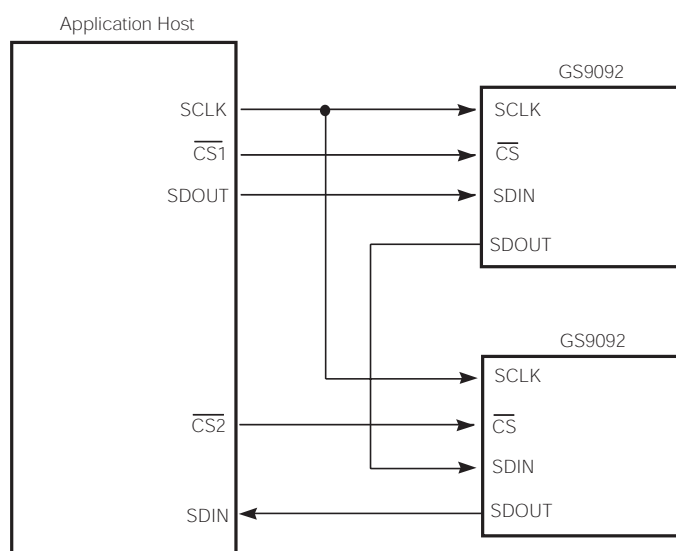 Application Host
SCLK
CS1
SDOUT
CS2
SDIN
GS9092
SCLK
CS
SDIN
SDOUT
GS9092
SCLK
CS
SDIN
SDOUT